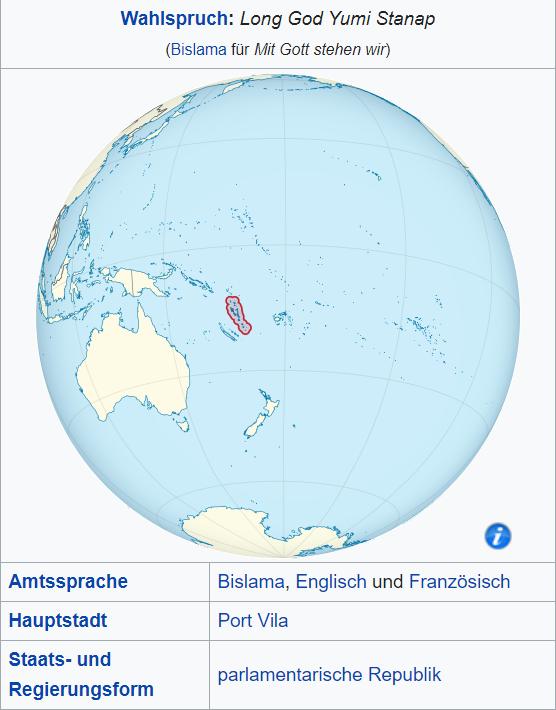 Wahlspruch: Long God Yumi Stanap
(Bislama für Mit Gott stehen wir)
i
Amtssprache Bislama, Englisch und Französisch
Hauptstadt Port Vila
Staats- und
Regierungsform parlamentarische Republik